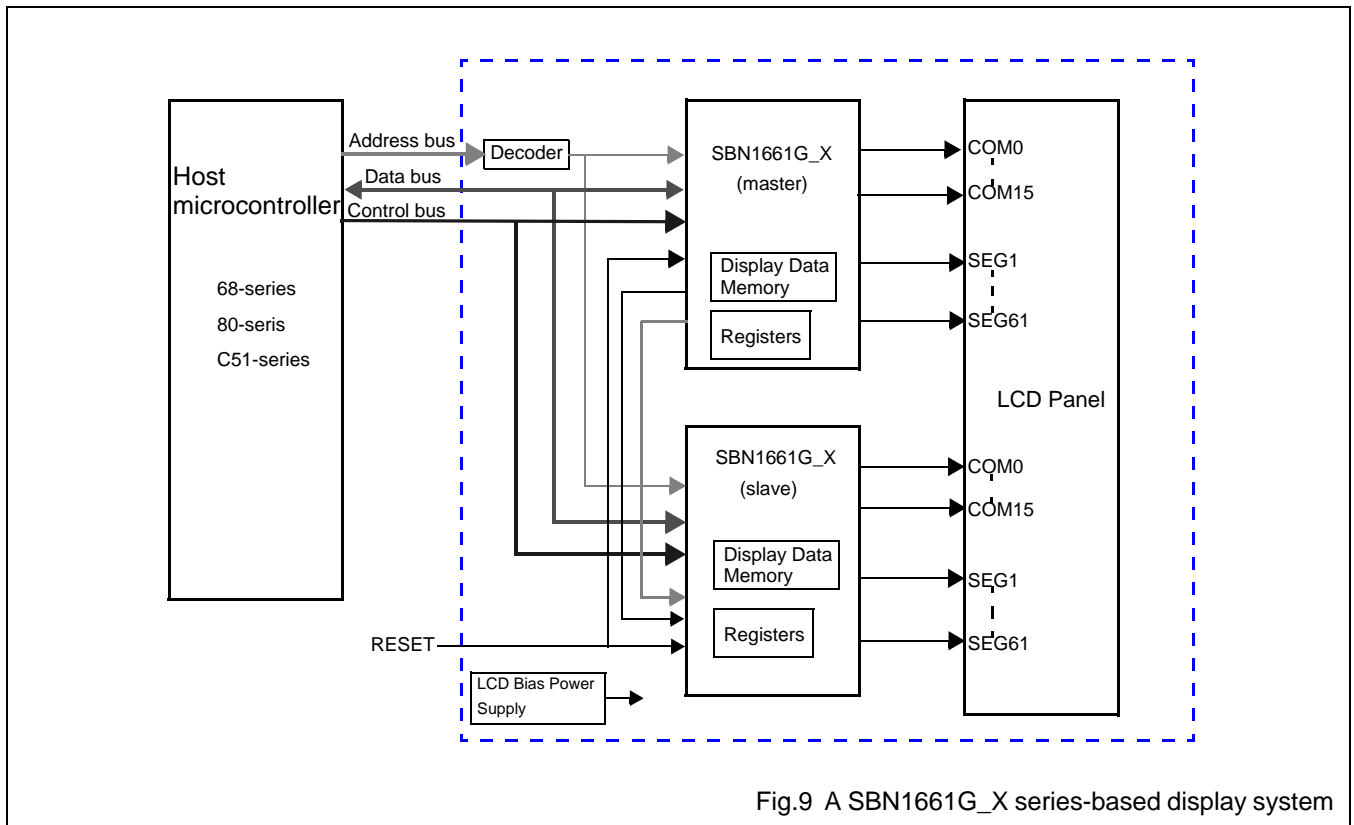 Host
microcontroller
68-series
80-seris
C51-series
Address bus
Data bus
Control bus
Decoder
RESET
LCD Bias Power
Supply
SBN1661G_X
(master)
Display Data
Memory
Registers
SBN1661G_X
(slave)
Display Data
Memory
Registers
COM0
COM15
SEG1
SEG61
LCD Panel
COM0
COM15
SEG1
SEG61
Fig.9 A SBN1661G_X series-based display system